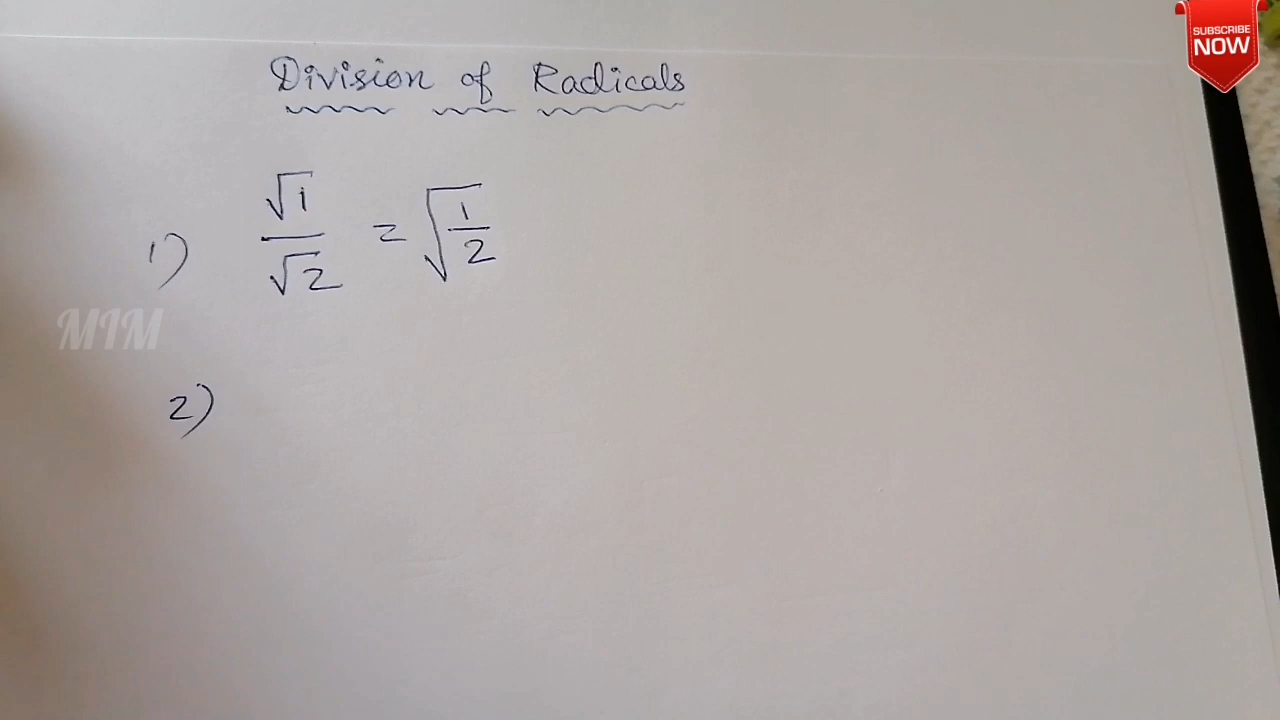 SUBSCRIBE
NOW
Division of Radicals
1) √1/√2 = √(1/2)
MIM
2)